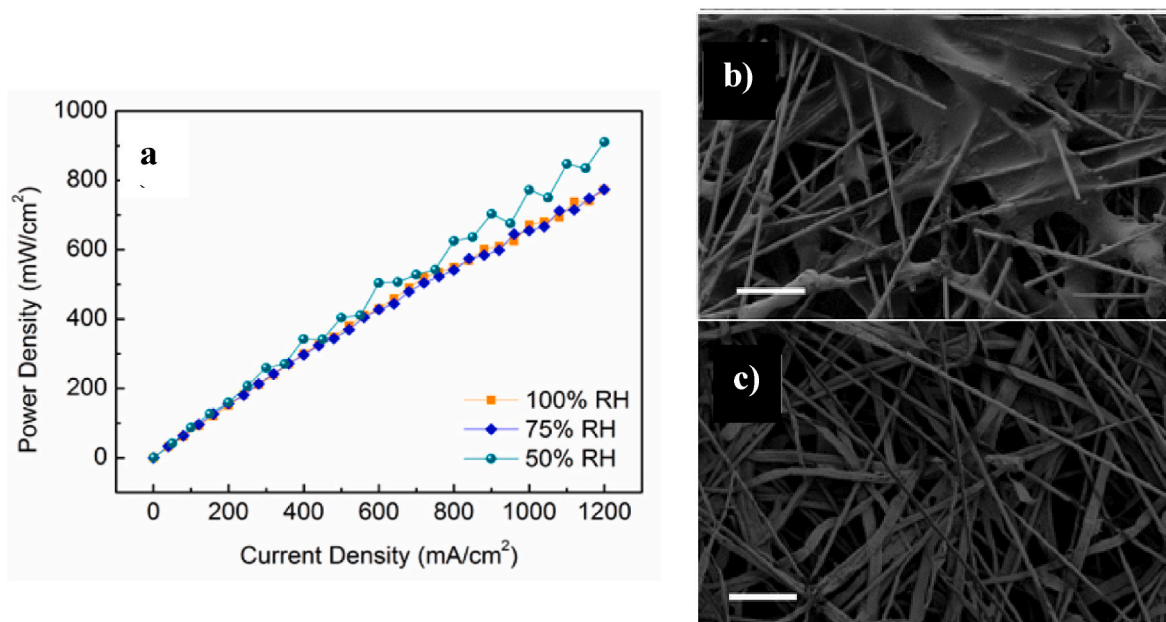 a
1000
800
600
400
200
0
Power Density (mW/cm²)
100% RH
75% RH
50% RH
0 200 400 600 800 1000 1200
Current Density (mA/cm²)
b)
c)